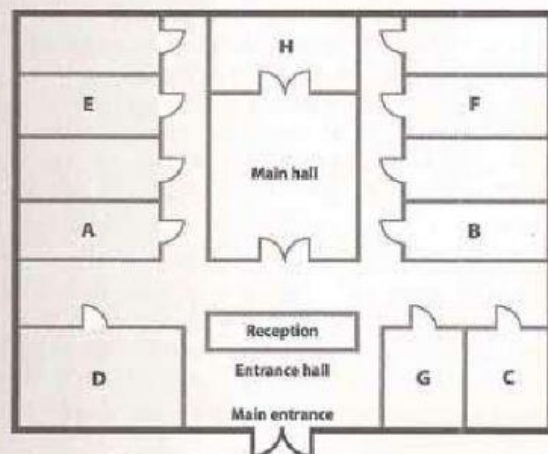 H
E
F
Main hall
A
B
Reception
D
Entrance hall
G
C
Main entrance